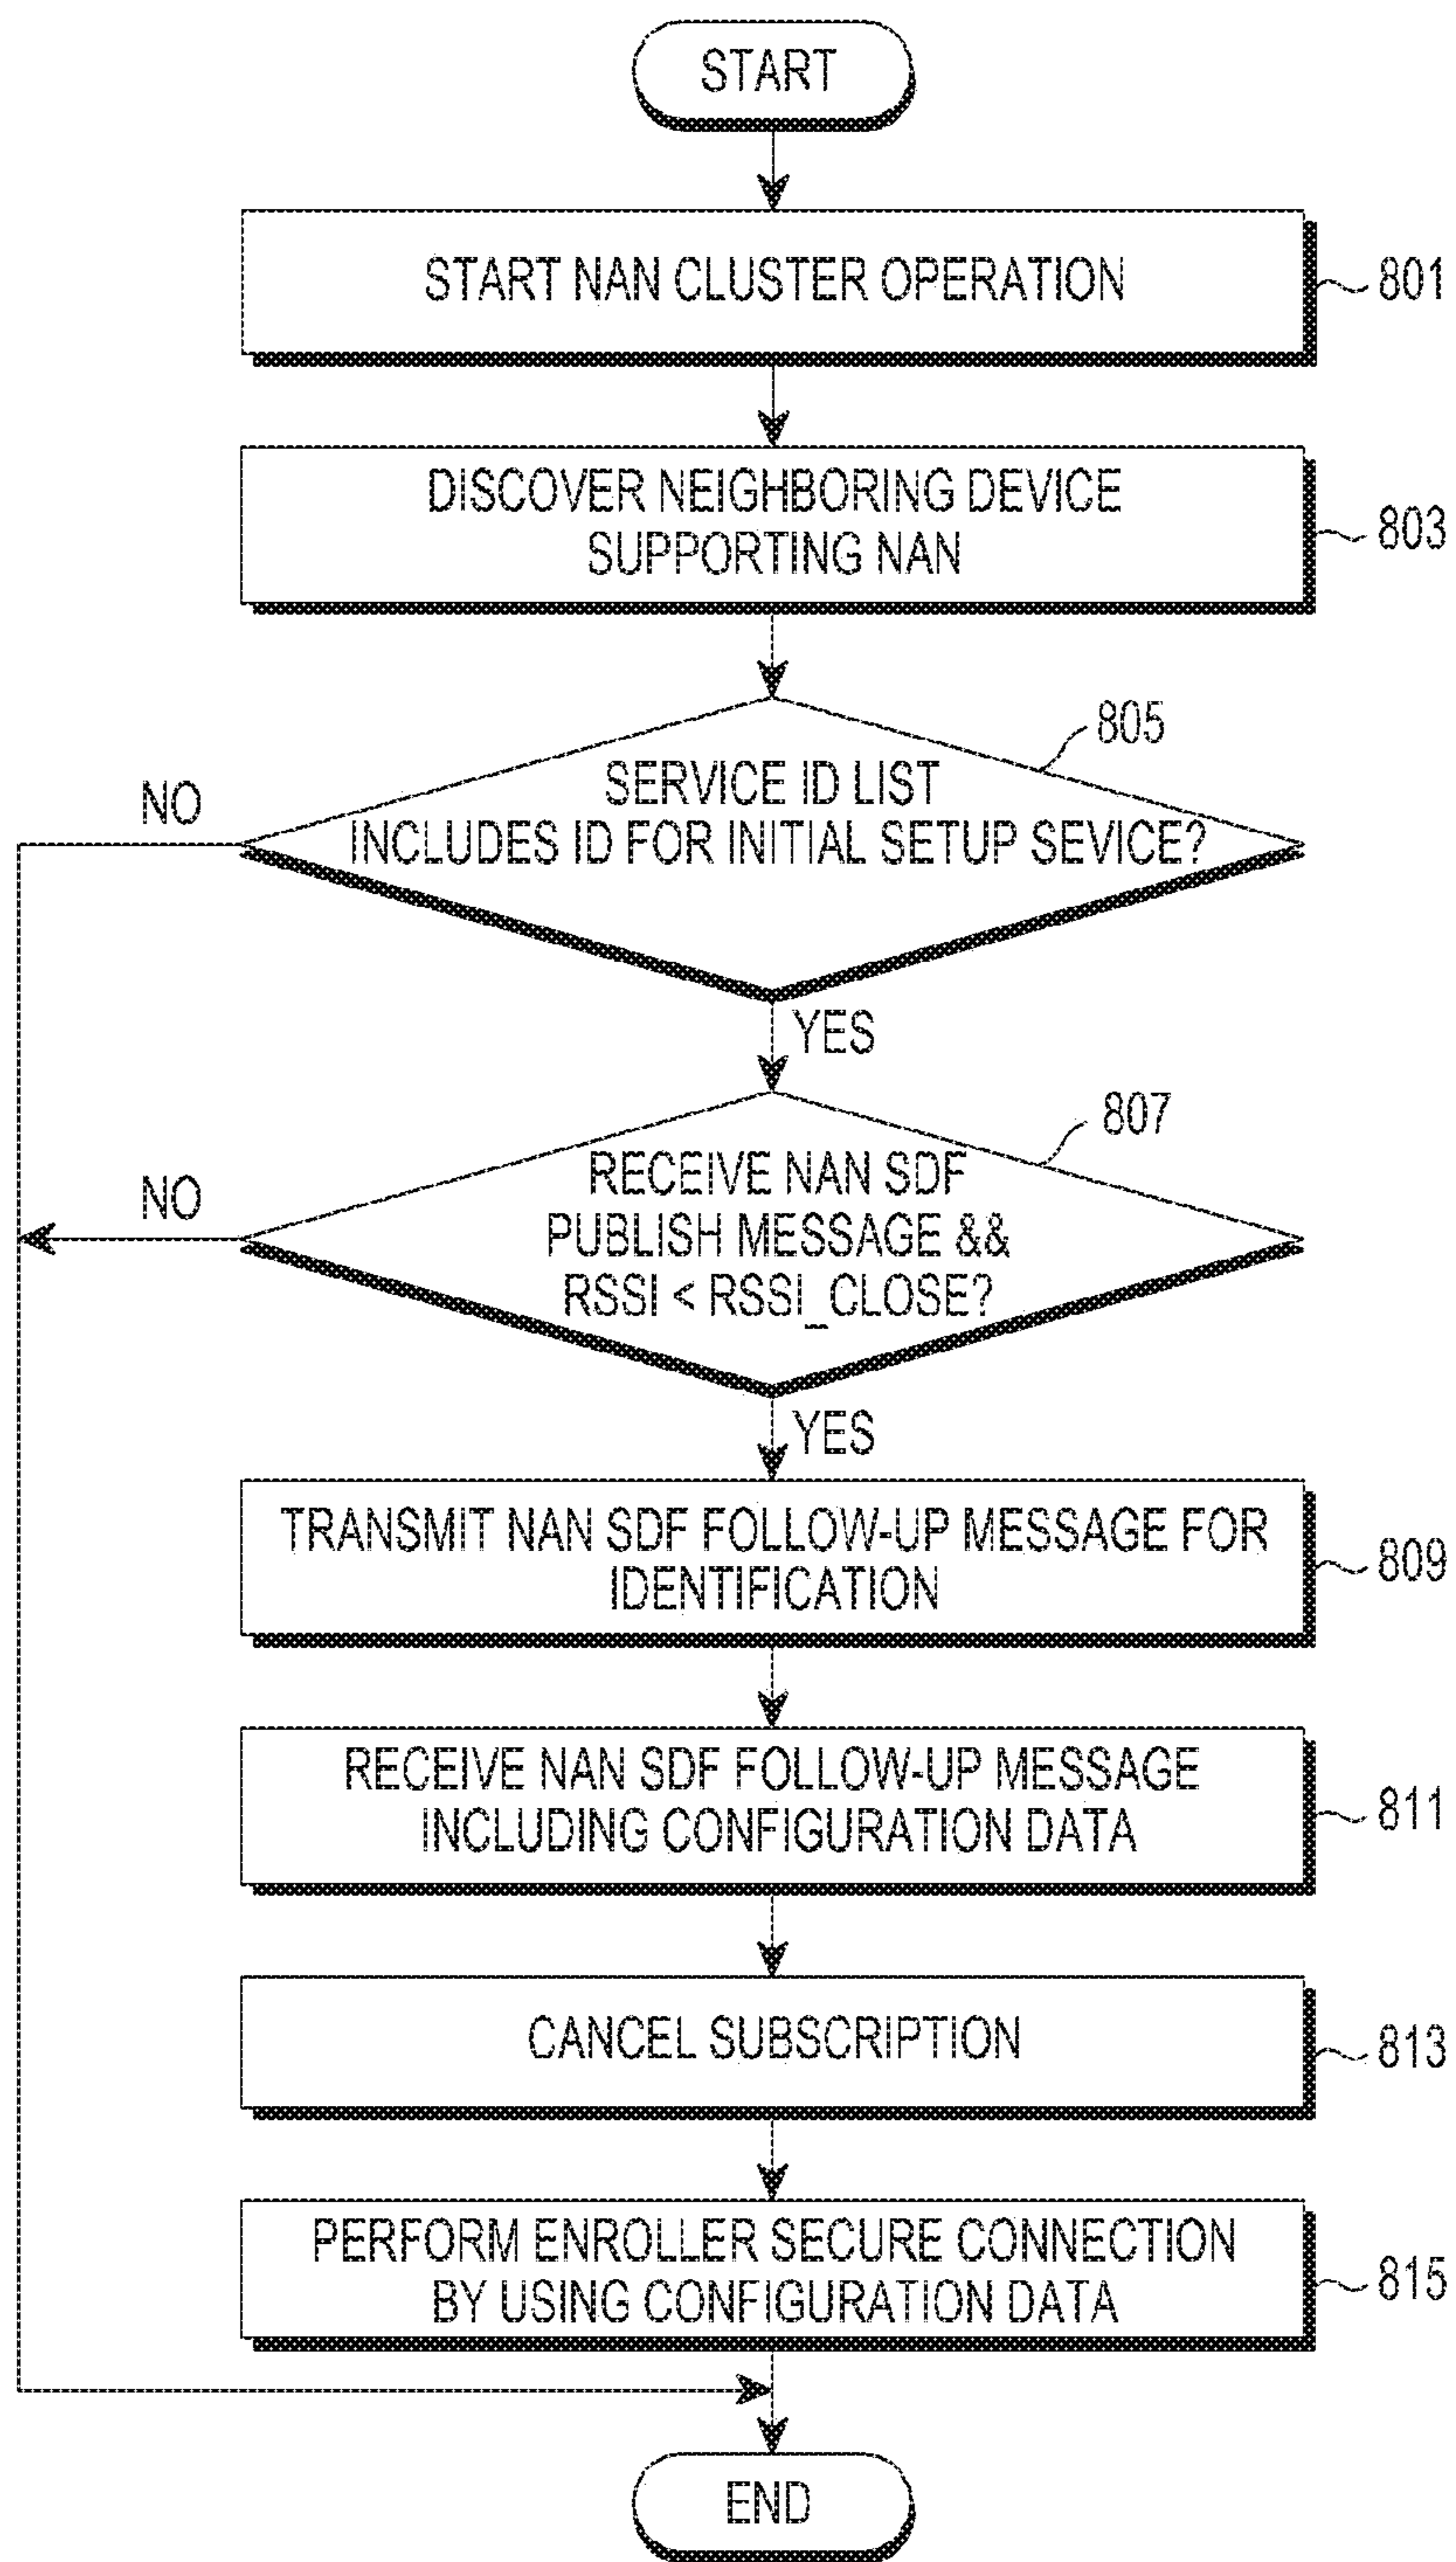 START
START NAN CLUSTER OPERATION
801
DISCOVER NEIGHBORING DEVICE
SUPPORTING NAN
803
805
SERVICE ID LIST
INCLUDES ID FOR INITIAL SETUP SEVICE?
NO
YES
807
RECEIVE NAN SDF
PUBLISH MESSAGE &&
RSSI < RSSI_CLOSE?
NO
YES
TRANSMIT NAN SDF FOLLOW-UP MESSAGE FOR
IDENTIFICATION
809
RECEIVE NAN SDF FOLLOW-UP MESSAGE
INCLUDING CONFIGURATION DATA
811
CANCEL SUBSCRIPTION
813
PERFORM ENROLLER SECURE CONNECTION
BY USING CONFIGURATION DATA
815
END